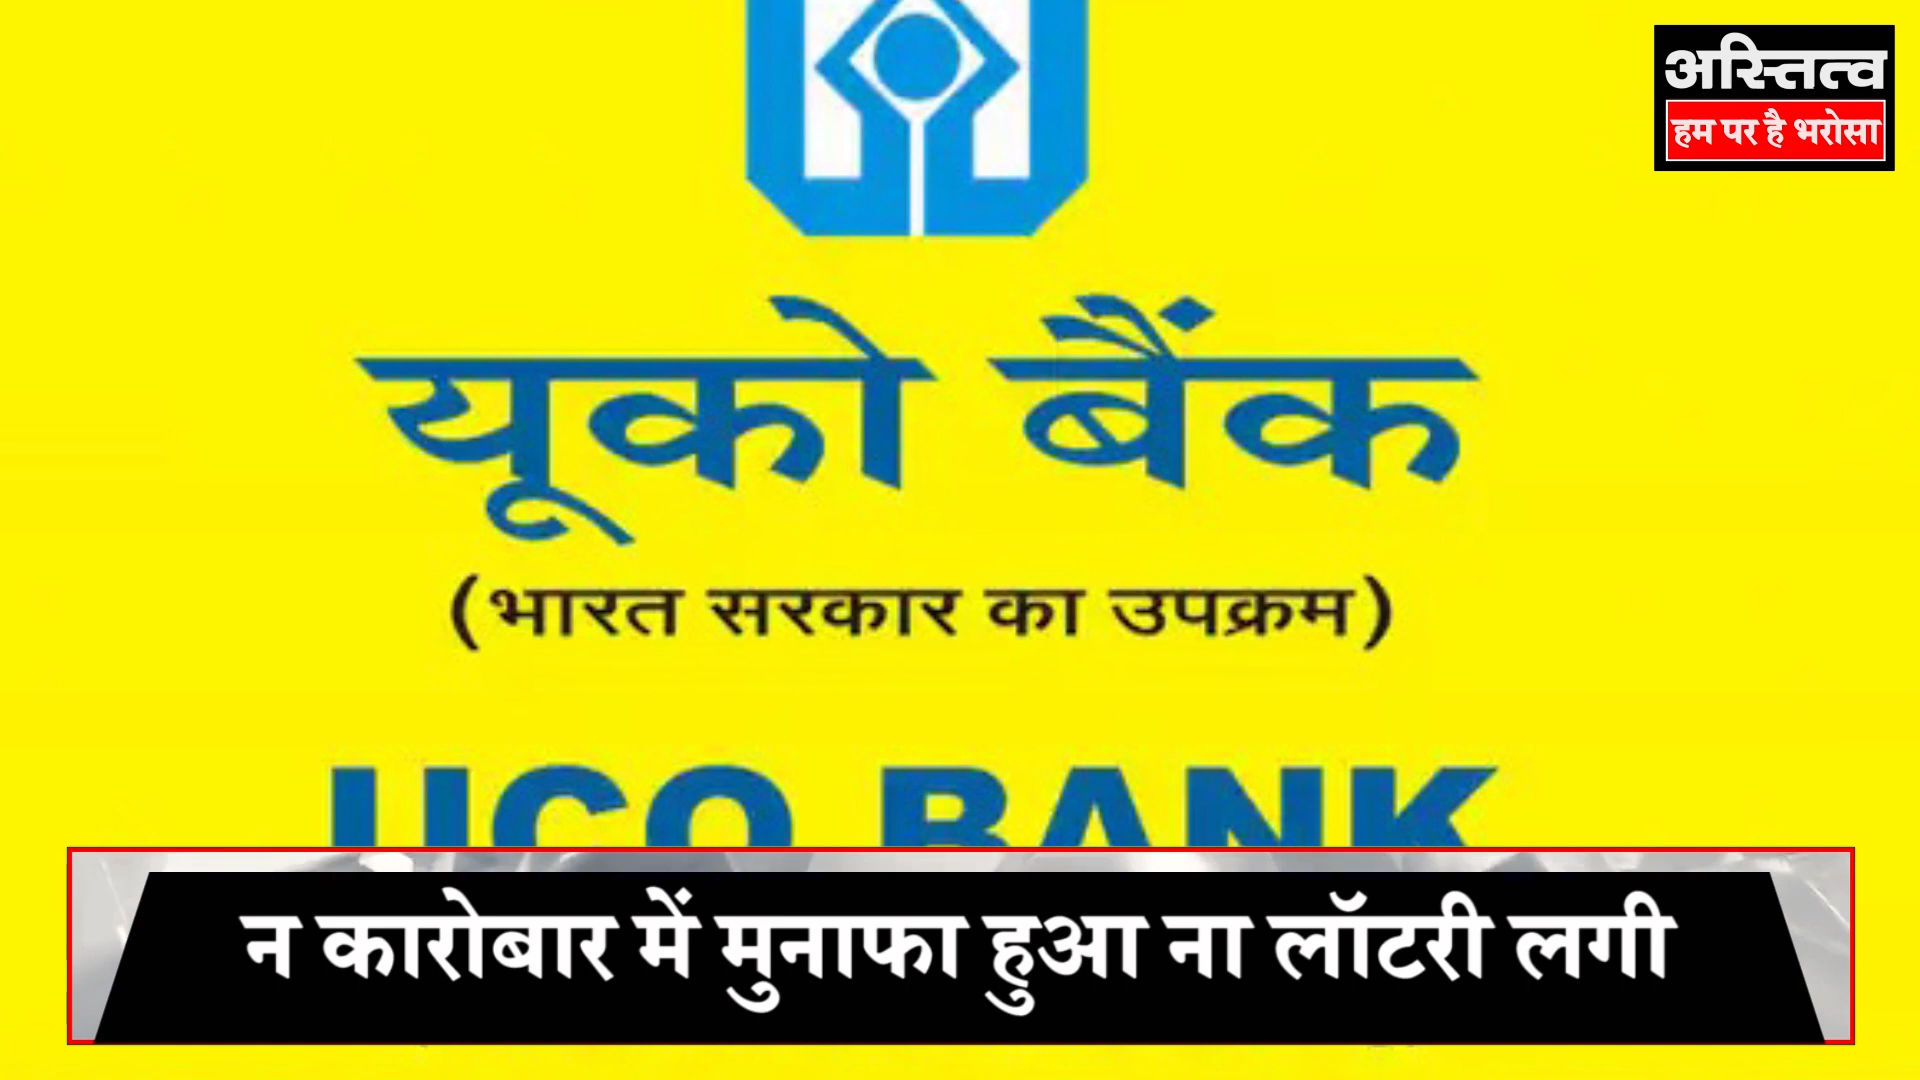 अस्तित्व
हम पर है भरोसा
यूको बैंक
(भारत सरकार का उपक्रम)
UCO BANK
न कारोबार में मुनाफा हुआ ना लॉटरी लगी